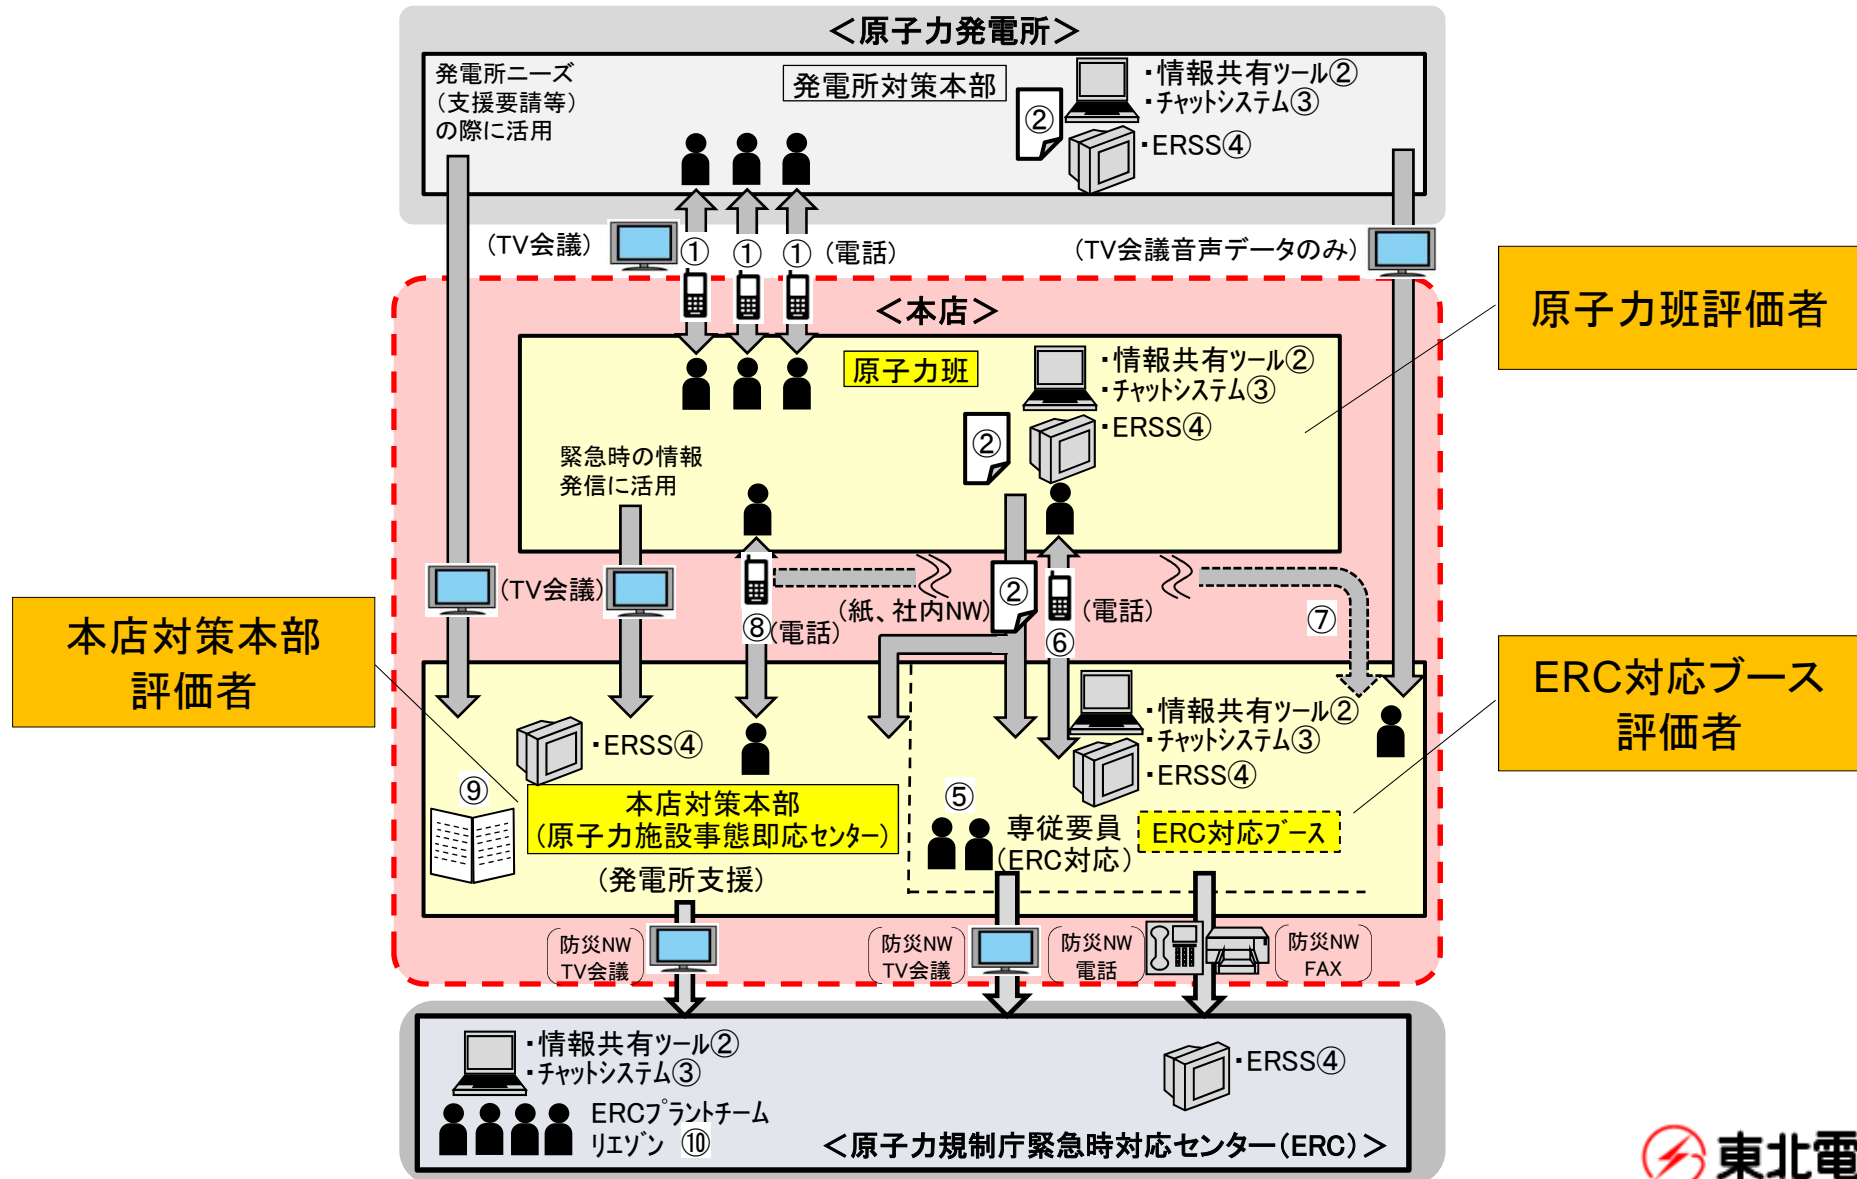 ＜原子力発電所＞
発電所ニーズ
（支援要請等）
の際に活用
発電所対策本部
②
・情報共有ツール②
・チャットシステム③
・ERSS④
（TV会議）
①
①
①
（電話）
（TV会議音声データのみ）
＜本店＞
原子力班
・情報共有ツール②
・チャットシステム③
・ERSS④
②
緊急時の情報
発信に活用
原子力班評価者
（TV会議）
⑧
（電話）
（紙、社内NW）
②
⑥
（電話）
⑦
本店対策本部
評価者
ERC対応ブース
評価者
・ERSS④
⑨
本店対策本部
（原子力施設事態即応センター）
（発電所支援）
・情報共有ツール②
・チャットシステム③
・ERSS④
⑤
専従要員
（ERC対応）
ERC対応ブース
防災NW
TV会議
防災NW
TV会議
防災NW
電話
防災NW
FAX
・情報共有ツール②
・チャットシステム③
・ERSS④
ERCプラントチーム
リエゾン ⑩
＜原子力規制庁緊急時対応センター（ERC）＞
東北電